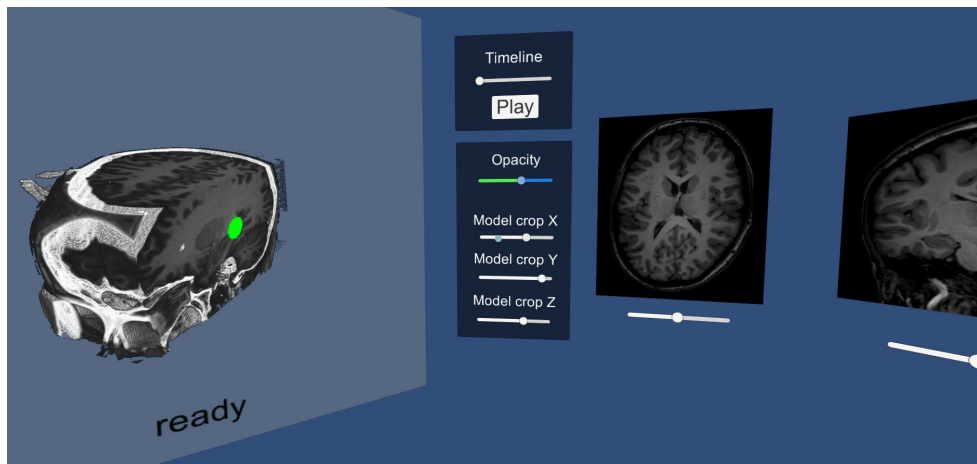 Timeline
Play
Opacity
Model crop X
Model crop Y
Model crop Z
ready